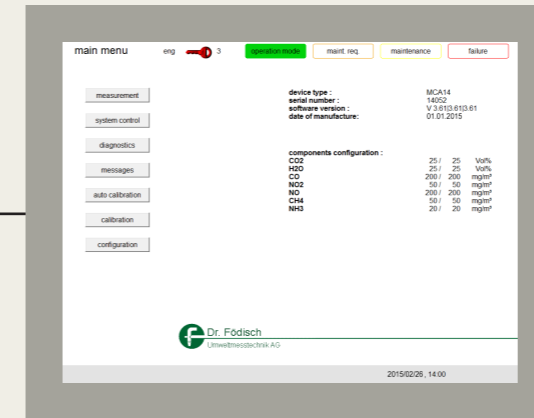 main menu eng 3 operation mode maint. req. maintenance failure
measurement
system control
diagnostics
messages
auto calibration
calibration
configuration
device type : MCA14
serial number : 14052
software version : V 3.61|3.61|3.61
date of manufacture: 01.01.2015
components configuration :
CO2 25 / 25 Vol%
H2O 25 / 25 Vol%
CO 200 / 200 mg/m³
NO2 50 / 50 mg/m³
NO 200 / 200 mg/m³
CH4 50 / 50 mg/m³
NH3 20 / 20 mg/m³
Dr. Födisch
Umweltmesstechnik AG
2015/02/26 , 14:00